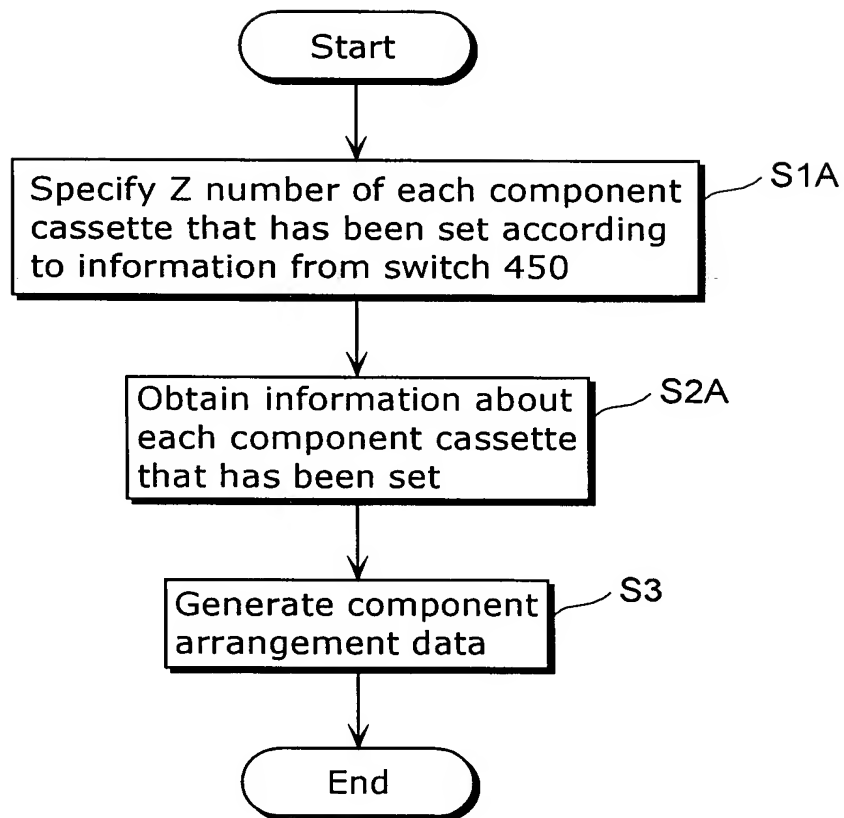 Start
Specify Z number of each component
cassette that has been set according
to information from switch 450
S1A
Obtain information about
each component cassette
that has been set
S2A
Generate component
arrangement data
S3
End